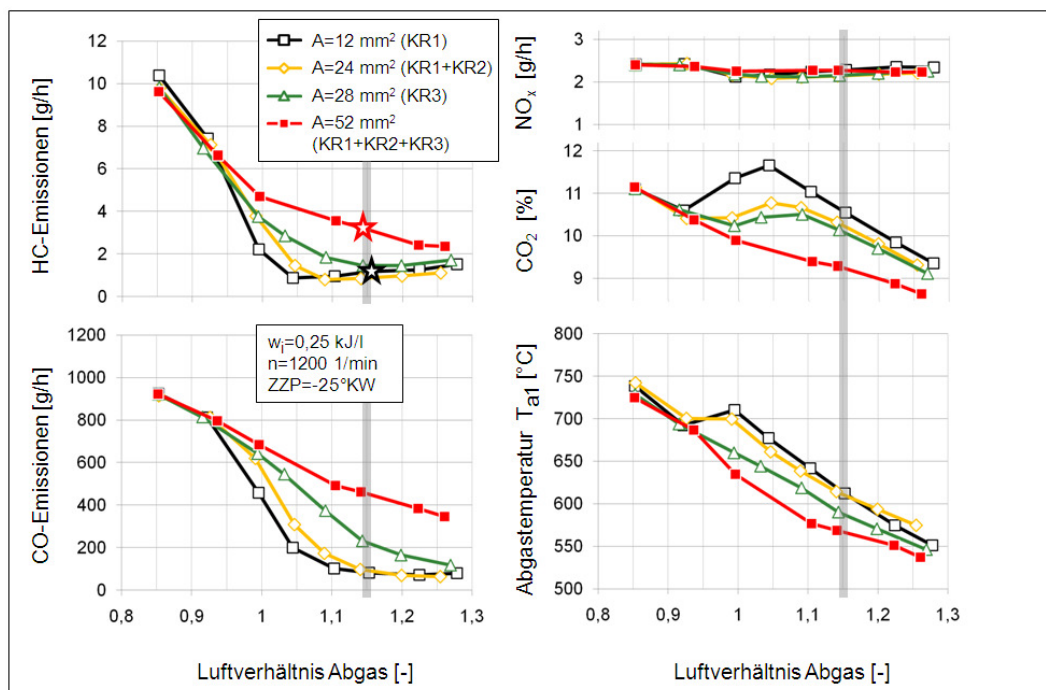 HC-Emissionen [g/h]
12
10
8
6
4
2
0
A=12 mm² (KR1)
A=24 mm² (KR1+KR2)
A=28 mm² (KR3)
A=52 mm²
(KR1+KR2+KR3)
NOₓ [g/h]
3
2
1
CO₂ [%]
12
11
10
9
CO-Emissionen [g/h]
1200
1000
800
600
400
200
0
wᵢ=0,25 kJ/l
n=1200 1/min
ZZP=-25°KW
0,8
0,9
1
1,1
1,2
1,3
Luftverhältnis Abgas [-]
Abgastemperatur Tₐ₁ [°C]
800
750
700
650
600
550
500
0,8
0,9
1
1,1
1,2
1,3
Luftverhältnis Abgas [-]